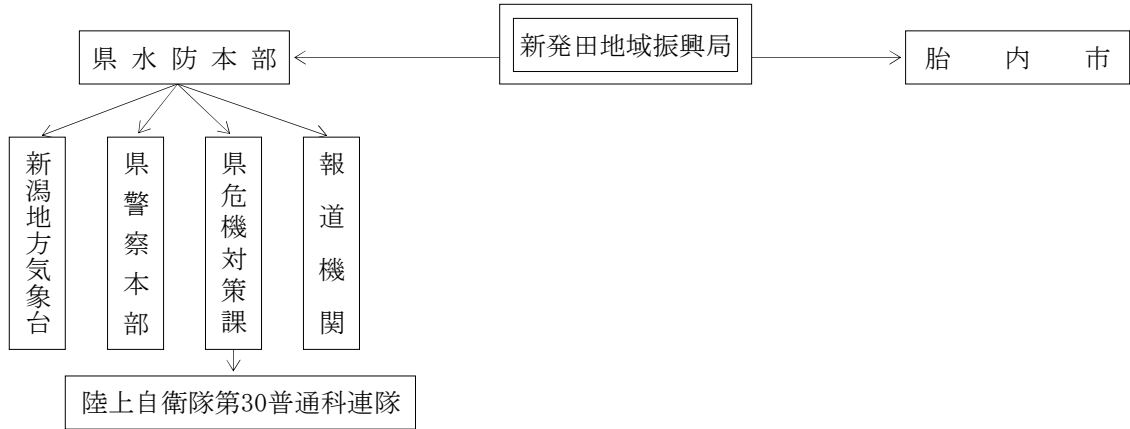 新発田地域振興局
県水防本部
胎内市
新潟地方気象台
県警察本部
県危機対策課
報道機関
陸上自衛隊第30普通科連隊